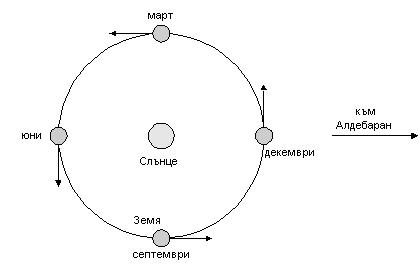 март
към
Алдебаран
юни
Слънце
декември
Земя
септември